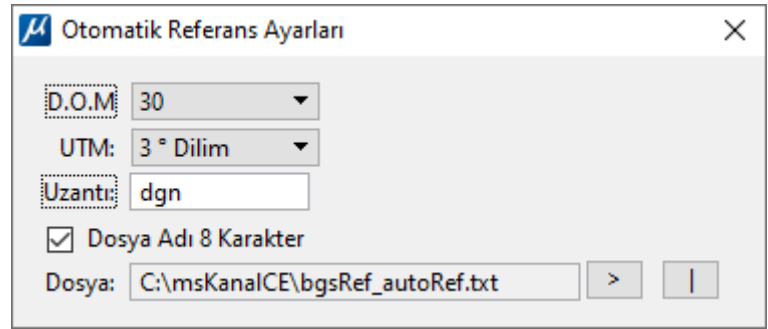 Otomatik Referans Ayarları
D.O.M 30
UTM: 3 ° Dilim
Uzantı: dgn
Dosya Adı 8 Karakter
Dosya: C:\msKanalCE\bgsRef_autoRef.txt > |